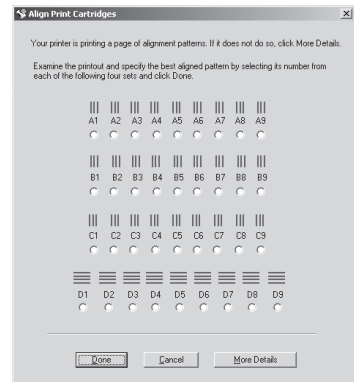 Align Print Cartridges
Your printer is printing a page of alignment patterns. If it does not do so, click More Details.
Examine the printout and specify the best aligned pattern by selecting its number from
each of the following four sets and click Done.
A1 A2 A3 A4 A5 A6 A7 A8 A9
B1 B2 B3 B4 B5 B6 B7 B8 B9
C1 C2 C3 C4 C5 C6 C7 C8 C9
D1 D2 D3 D4 D5 D6 D7 D8 D9
Done Cancel More Details